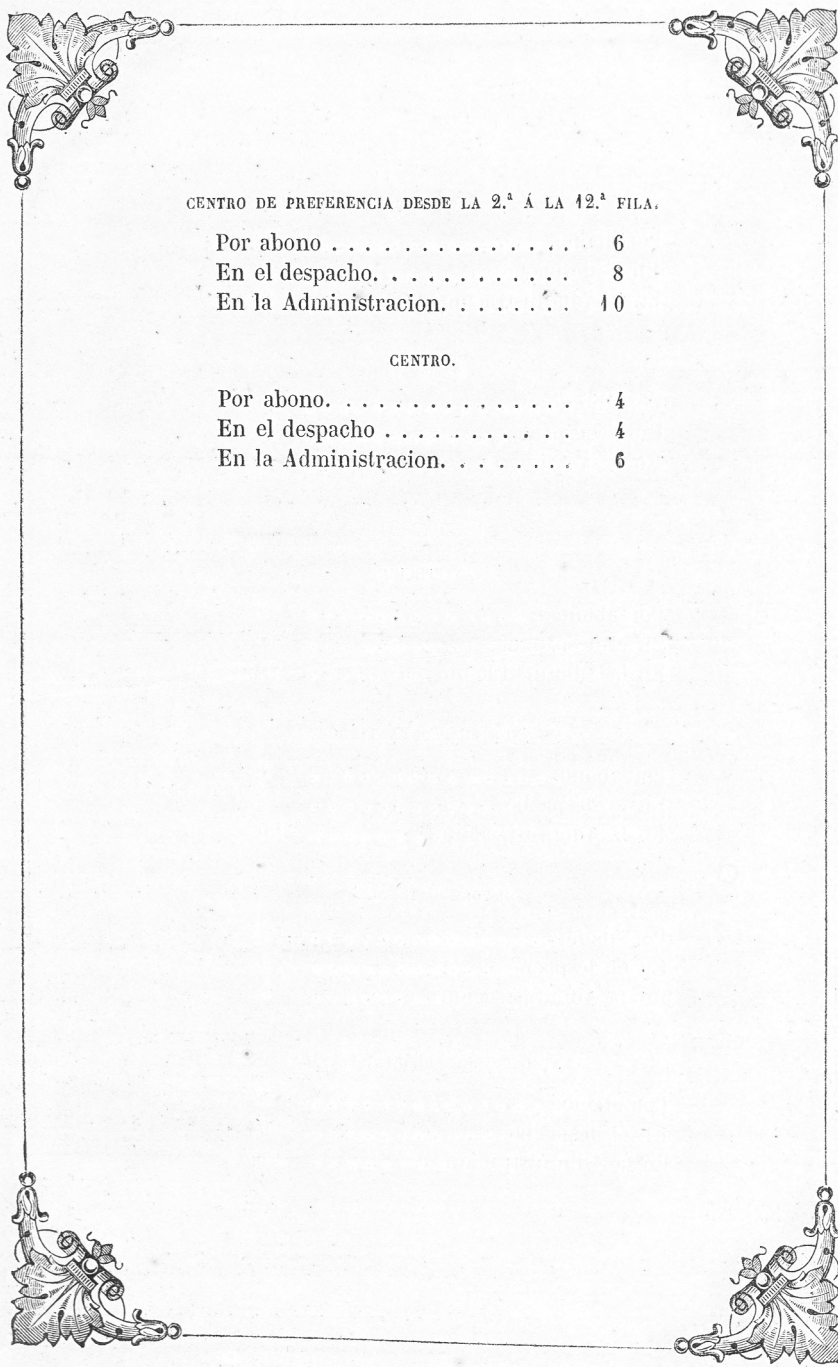 CENTRO DE PREFERENCIA DESDE LA 2.ª Á LA 12.ª FILA.
Por abono . . . . . . . . . . . . . . . 6
En el despacho. . . . . . . . . . . . 8
En la Administracion. . . . . . . . 10
CENTRO.
Por abono. . . . . . . . . . . . . . . 4
En el despacho . . . . . . . . . . . 4
En la Administracion. . . . . . . . 6